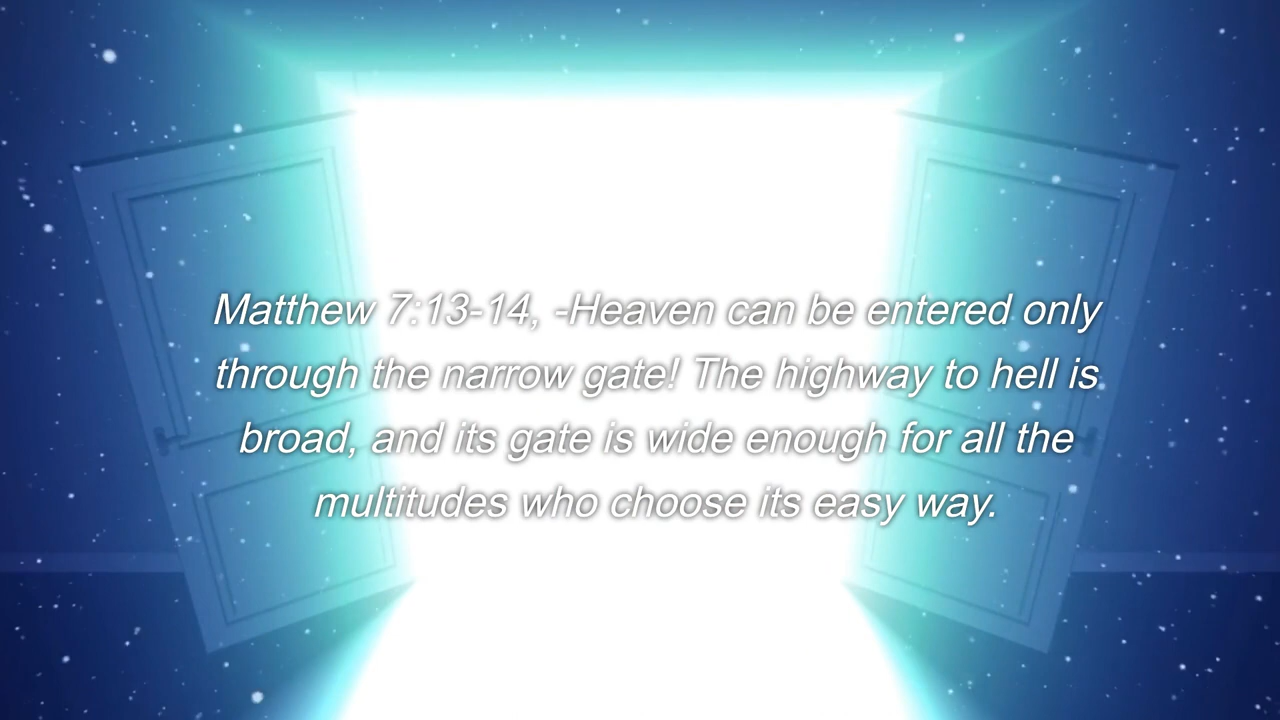 Matthew 7:13-14, -Heaven can be entered only
through the narrow gate! The highway to hell is
broad, and its gate is wide enough for all the
multitudes who choose its easy way.